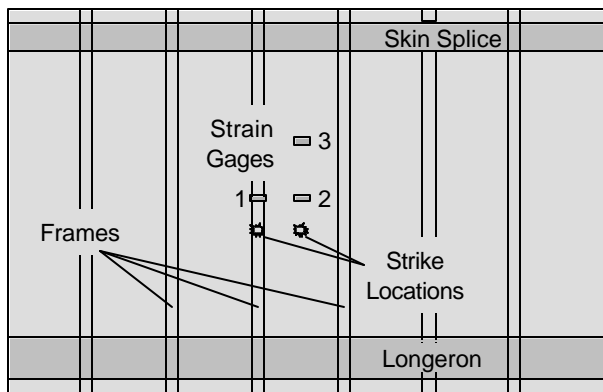 Skin Splice
Strain
Gages
3
1
2
Frames
Strike
Locations
Longeron